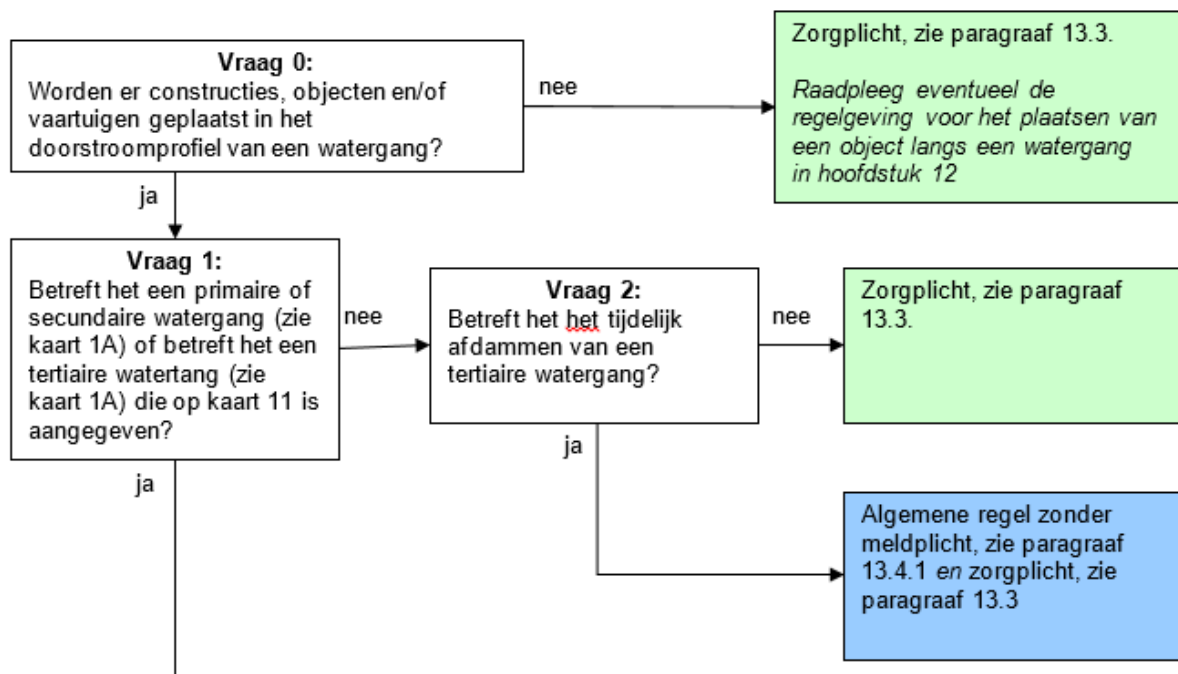 Vraag 0:
Worden er constructies, objecten en/of
vaartuigen geplaatst in het
doorstroomprofiel van een watergang?
nee
Zorgplicht, zie paragraaf 13.3.
Raadpleeg eventueel de
regelgeving voor het plaatsen van
een object langs een watergang
in hoofdstuk 12
ja
Vraag 1:
Betreft het een primaire of
secundaire watergang (zie
kaart 1A) of betreft het een
tertiaire watertang (zie
kaart 1A) die op kaart 11 is
aangegeven?
nee
Vraag 2:
Betreft het het tijdelijk
afdammen van een
tertiaire watergang?
nee
Zorgplicht, zie paragraaf
13.3.
ja
ja
Algemene regel zonder
meldplicht, zie paragraaf
13.4.1 en zorgplicht, zie
paragraaf 13.3